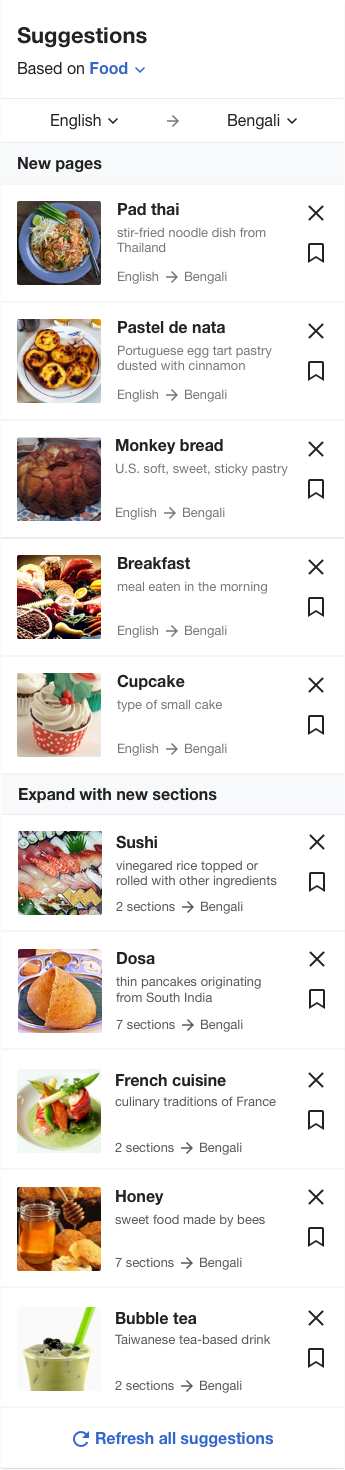 Suggestions
Based on Food
English → Bengali
New pages
Pad thai
stir-fried noodle dish from
Thailand
English → Bengali
Pastel de nata
Portuguese egg tart pastry
dusted with cinnamon
English → Bengali
Monkey bread
U.S. soft, sweet, sticky pastry
English → Bengali
Breakfast
meal eaten in the morning
English → Bengali
Cupcake
type of small cake
English → Bengali
Expand with new sections
Sushi
vinegared rice topped or
rolled with other ingredients
2 sections → Bengali
Dosa
thin pancakes originating
from South India
7 sections → Bengali
French cuisine
culinary traditions of France
2 sections → Bengali
Honey
sweet food made by bees
7 sections → Bengali
Bubble tea
Taiwanese tea-based drink
2 sections → Bengali
Refresh all suggestions